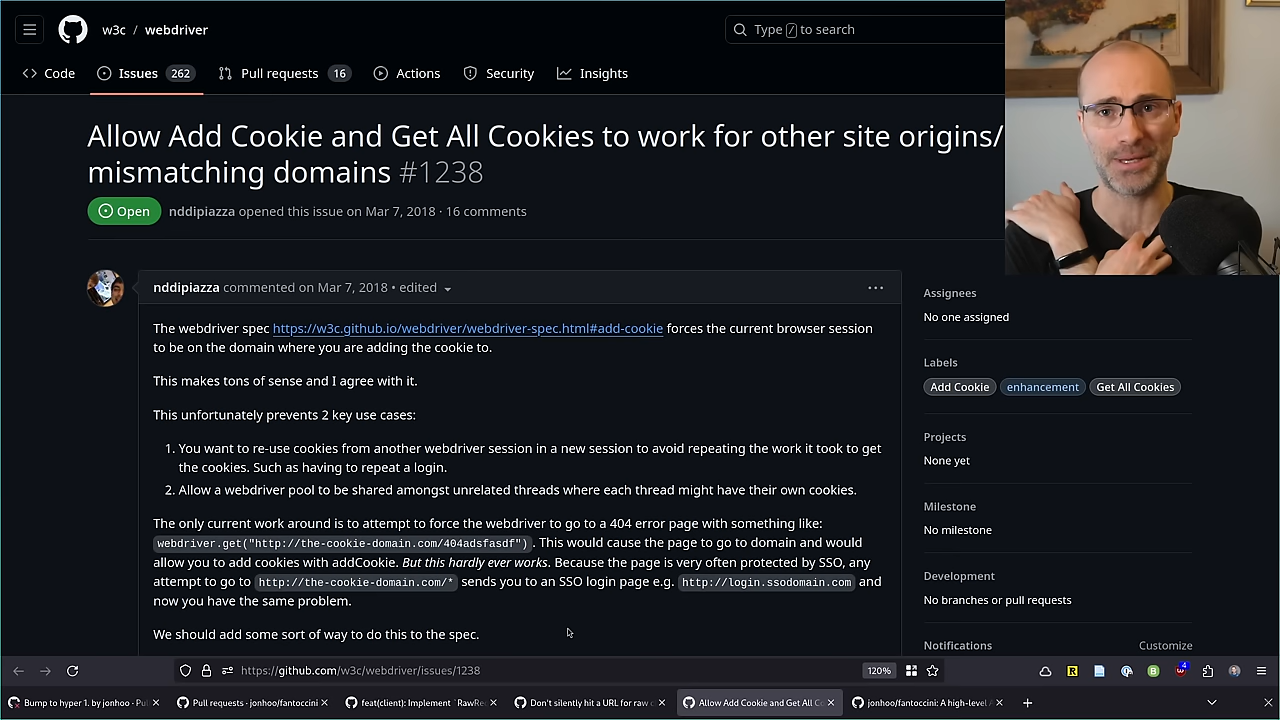 w3c / webdriver
Type / to search
Code
Issues 262
Pull requests 16
Actions
Security
Insights
Allow Add Cookie and Get All Cookies to work for other site origins/
mismatching domains #1238
Open
nddipiazza opened this issue on Mar 7, 2018 · 16 comments
nddipiazza commented on Mar 7, 2018 • edited
The webdriver spec https://w3c.github.io/webdriver/webdriver-spec.html#add-cookie forces the current browser session
to be on the domain where you are adding the cookie to.
This makes tons of sense and I agree with it.
This unfortunately prevents 2 key use cases:
1. You want to re-use cookies from another webdriver session in a new session to avoid repeating the work it took to get
the cookies. Such as having to repeat a login.
2. Allow a webdriver pool to be shared amongst unrelated threads where each thread might have their own cookies.
The only current work around is to attempt to force the webdriver to go to a 404 error page with something like:
webdriver.get("http://the-cookie-domain.com/404adsfasdf") . This would cause the page to go to domain and would
allow you to add cookies with addCookie. But this hardly ever works. Because the page is very often protected by SSO, any
attempt to go to http://the-cookie-domain.com/* sends you to an SSO login page e.g. http://login.ssodomain.com and
now you have the same problem.
We should add some sort of way to do this to the spec.
Assignees
No one assigned
Labels
Add Cookie enhancement Get All Cookies
Projects
None yet
Milestone
No milestone
Development
No branches or pull requests
Notifications Customize
https://github.com/w3c/webdriver/issues/1238
120%
4
Bump to hyper 1. by jonhoo · Pul
Pull requests · jonhoo/fantoccini
feat(client): Implement `RawRe
Don't silently hit a URL for raw c
Allow Add Cookie and Get All Co
jonhoo/fantoccini: A high-level A